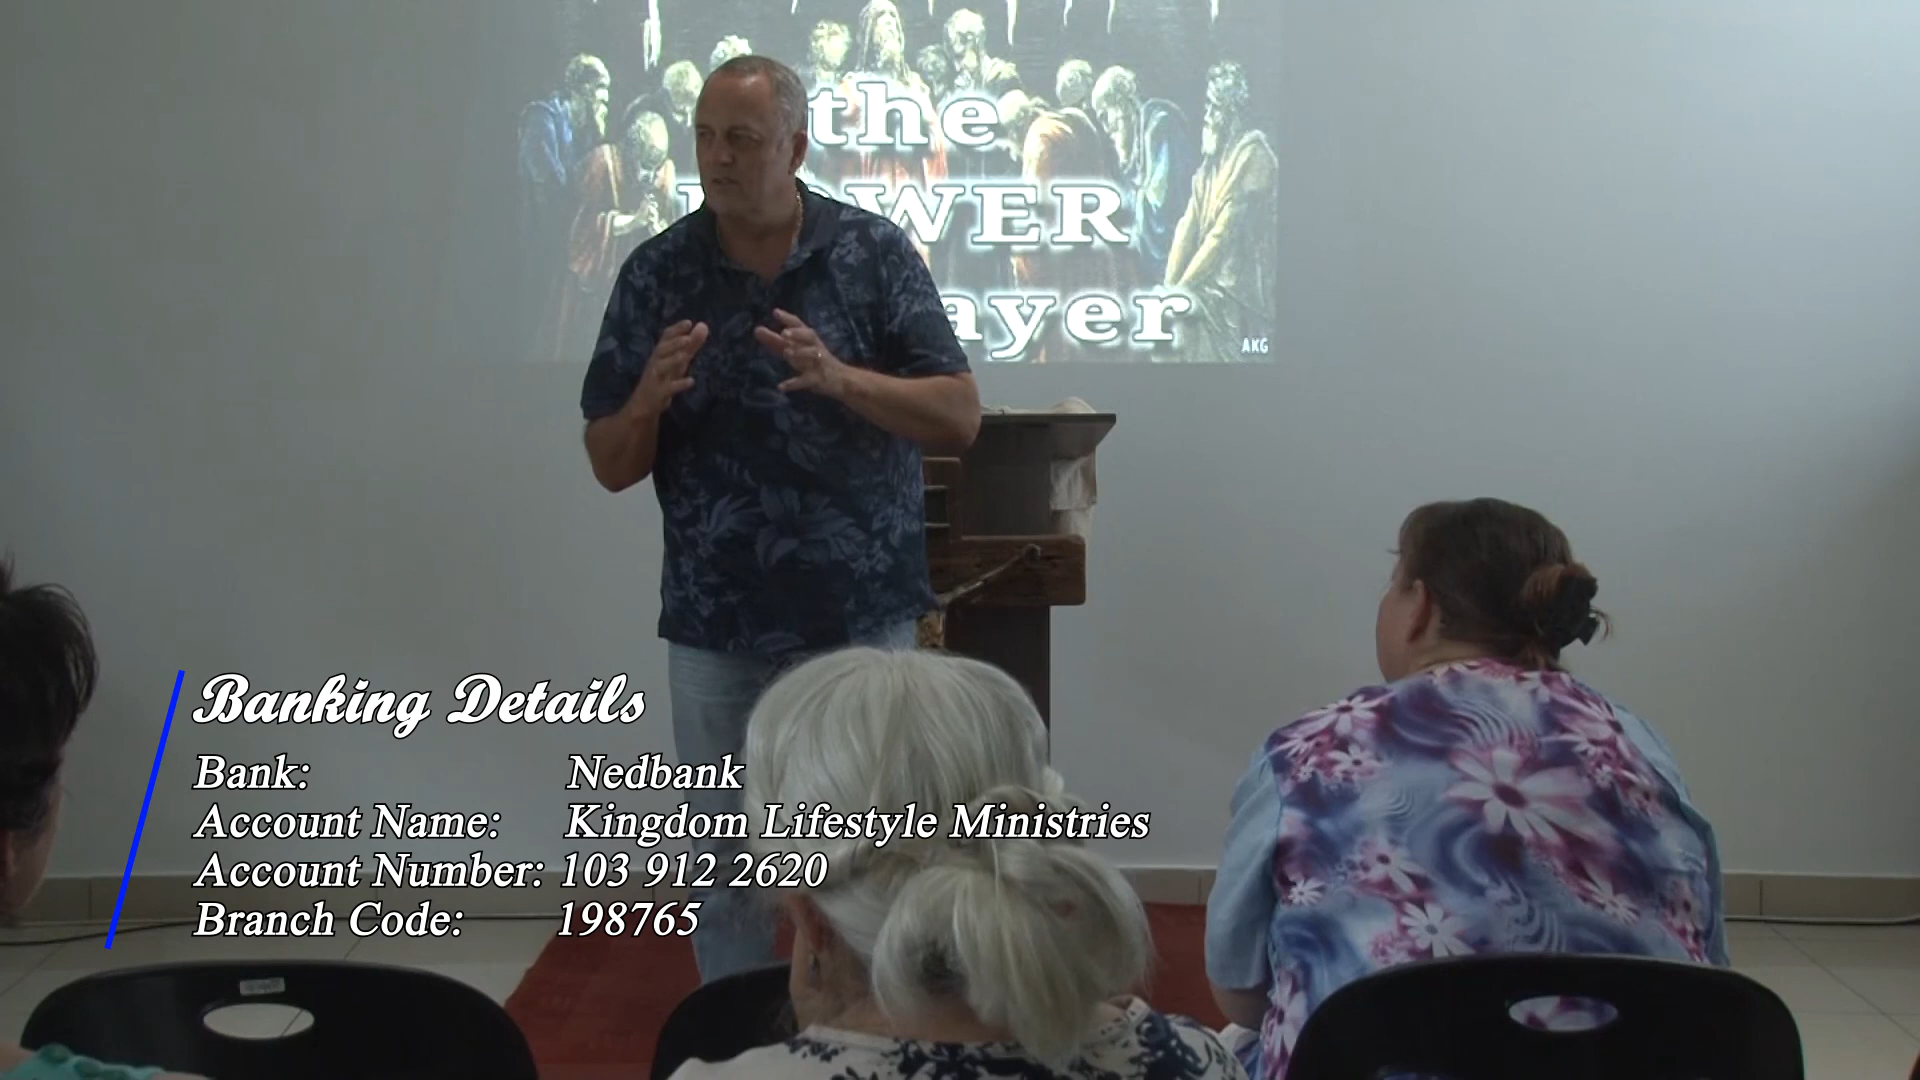 the
POWER
ayer
AKG
Banking Details
Bank: Nedbank
Account Name: Kingdom Lifestyle Ministries
Account Number: 103 912 2620
Branch Code: 198765